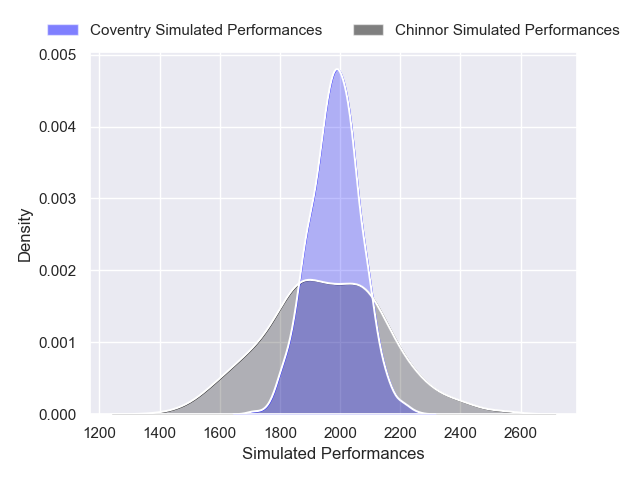 Coventry Simulated Performances Chinnor Simulated Performances
0.005
0.004
0.003
0.002
0.001
0.000
Density
1200 1400 1600 1800 2000 2200 2400 2600
Simulated Performances